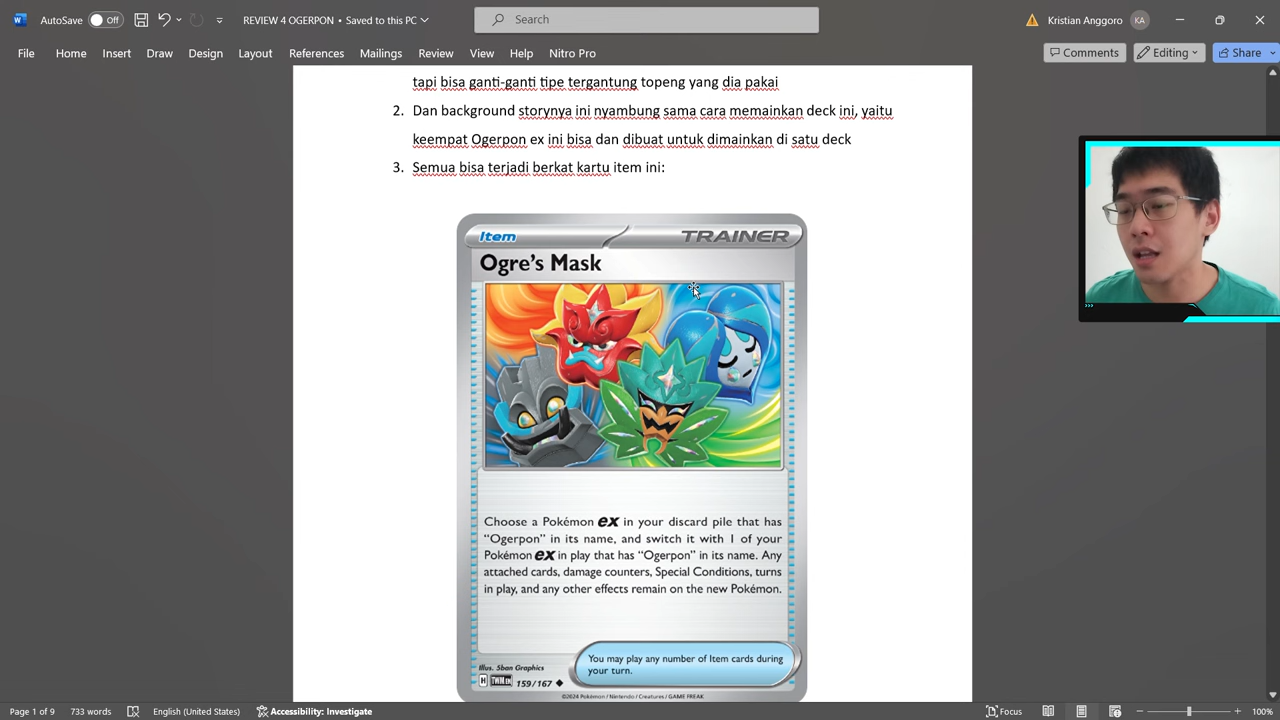 AutoSave Off REVIEW 4 OGERPON • Saved to this PC Search Kristian Anggoro KA
File Home Insert Draw Design Layout References Mailings Review View Help Nitro Pro Comments Editing Share
tapi bisa ganti-ganti tipe tergantung topeng yang dia pakai
2. Dan background storynya ini nyambung sama cara memainkan deck ini, yaitu
keempat Ogerpon ex ini bisa dan dibuat untuk dimainkan di satu deck
3. Semua bisa terjadi berkat kartu item ini:
Item TRAINER
Ogre's Mask
Choose a Pokémon ex in your discard pile that has
“Ogerpon” in its name, and switch it with 1 of your
Pokémon ex in play that has “Ogerpon” in its name. Any
attached cards, damage counters, Special Conditions, turns
in play, and any other effects remain on the new Pokémon.
You may play any number of Item cards during
your turn.
Illus. 5ban Graphics
H TWM EN 159/167
©2024 Pokémon / Nintendo / Creatures / GAME FREAK
Page 1 of 9 733 words English (United States) Accessibility: Investigate Focus 100%